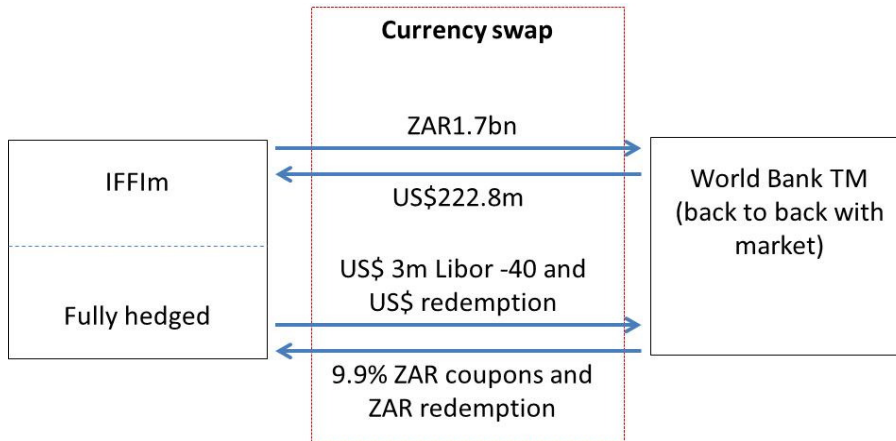 Currency swap
ZAR1.7bn
IFFIm
US$222.8m
World Bank TM
(back to back with
market)
US$ 3m Libor -40 and
US$ redemption
Fully hedged
9.9% ZAR coupons and
ZAR redemption